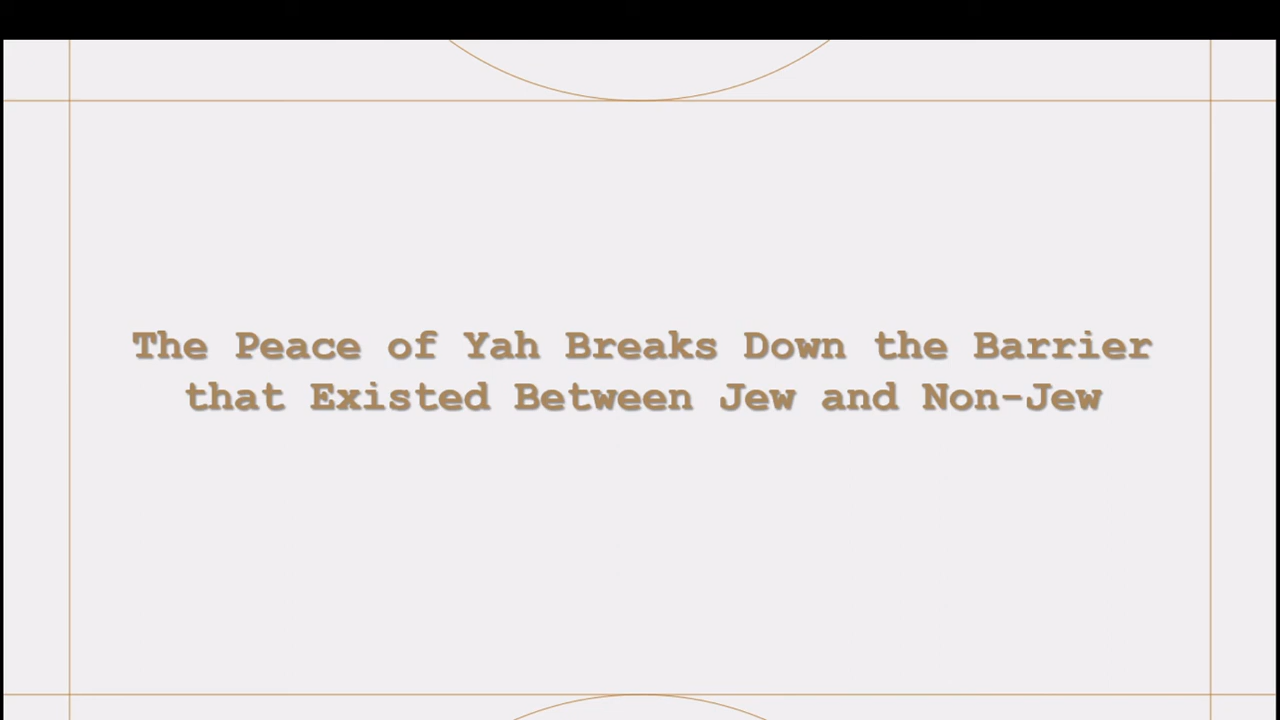 The Peace of Yah Breaks Down the Barrier
that Existed Between Jew and Non-Jew